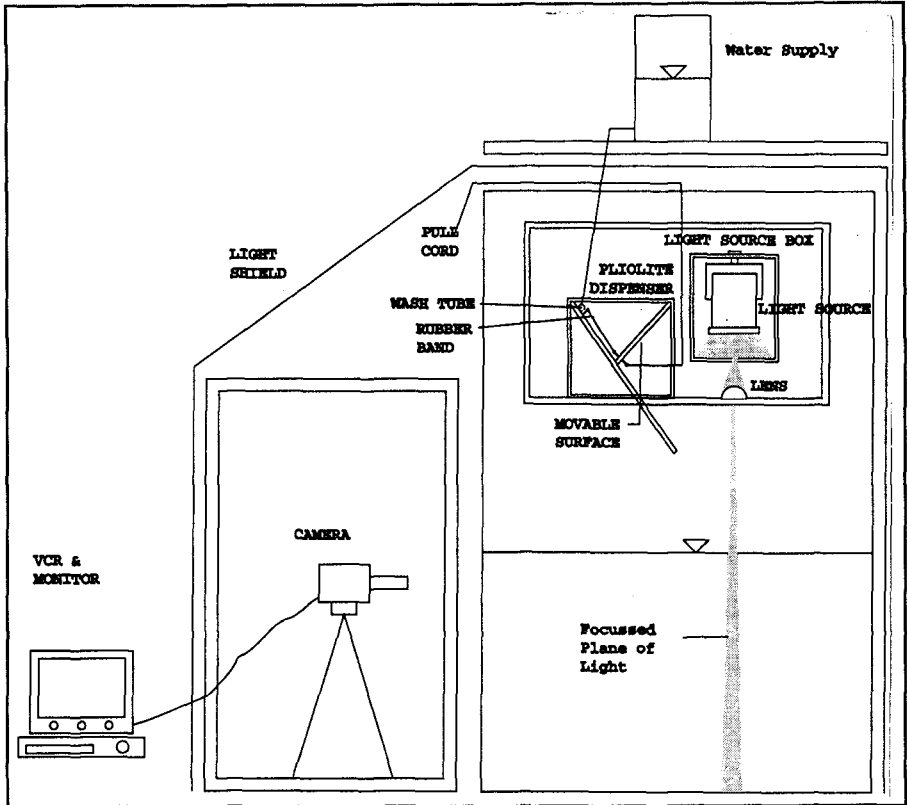 Water Supply
PULL
CORD
LIGHT
SHIELD
LIGHT SOURCE BOX
PLIOLITE
DISPENSER
WASH TUBE
LIGHT SOURCE
RUBBER
BAND
LENS
MOVABLE
SURFACE
CAMERA
VCR &
MONITOR
Focussed
Plane of
Light